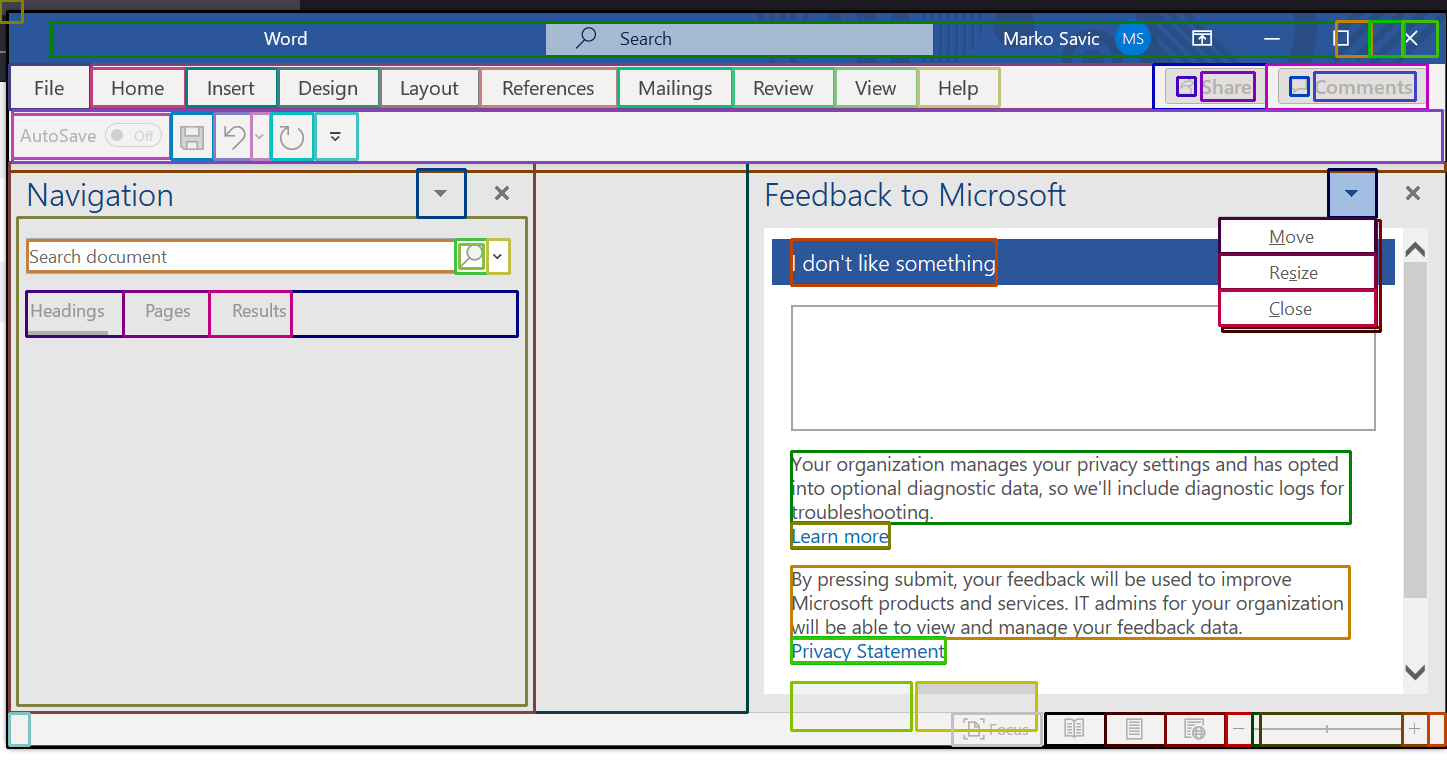 Word
Search
Marko Savic
MS
File
Home
Insert
Design
Layout
References
Mailings
Review
View
Help
Share
Comments
AutoSave
Off
Navigation
Search document
Headings
Pages
Results
Feedback to Microsoft
Move
Resize
Close
I don't like something
Your organization manages your privacy settings and has opted
into optional diagnostic data, so we'll include diagnostic logs for
troubleshooting.
Learn more
By pressing submit, your feedback will be used to improve
Microsoft products and services. IT admins for your organization
will be able to view and manage your feedback data.
Privacy Statement
Focus